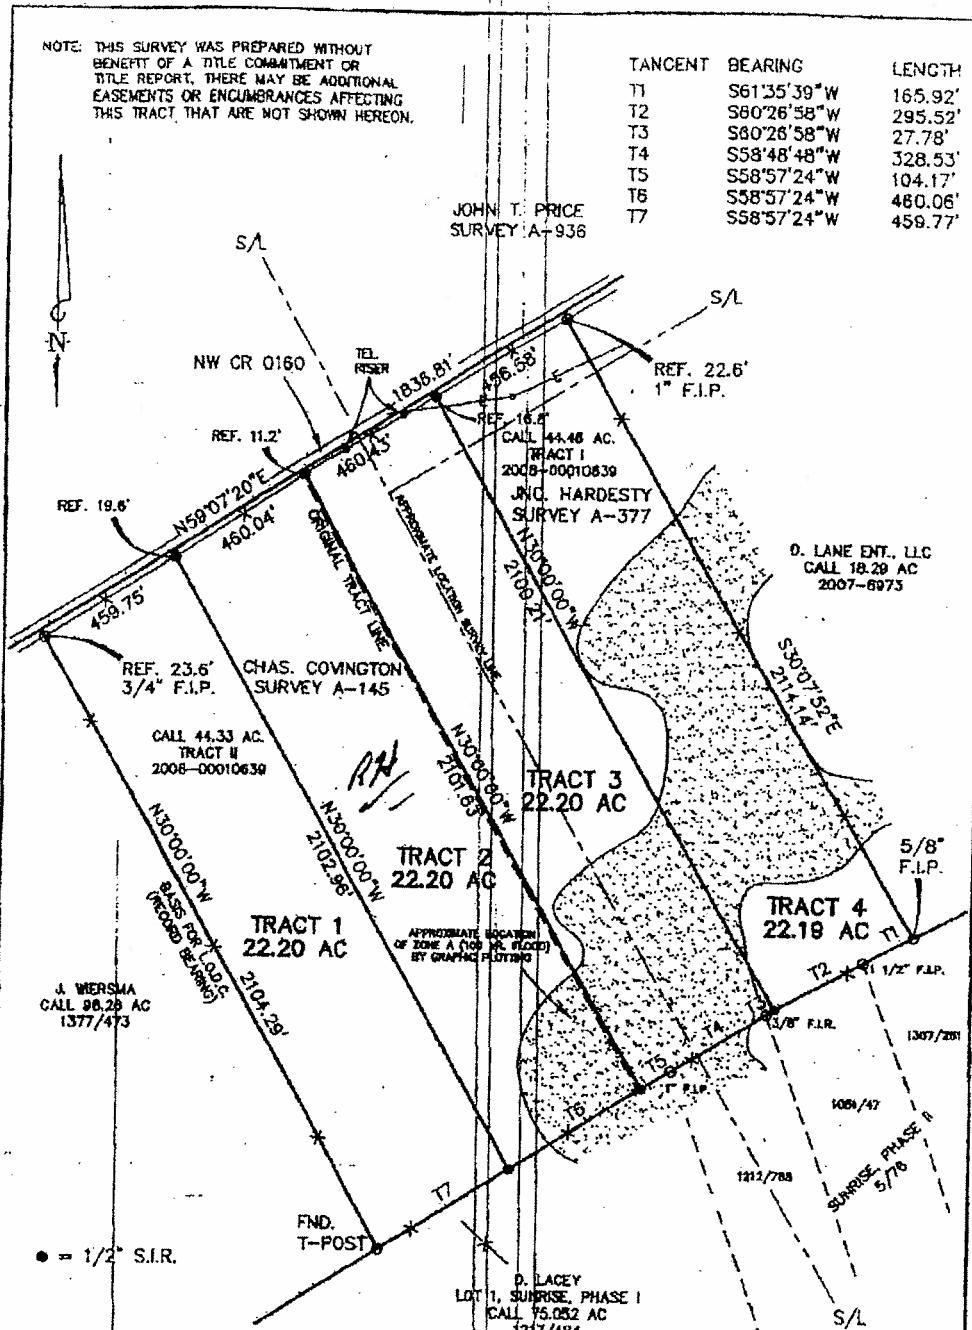 NOTE: THIS SURVEY WAS PREPARED WITHOUT
BENEFIT OF A TITLE COMMITMENT OR
TITLE REPORT. THERE MAY BE ADDITIONAL
EASEMENTS OR ENCUMBRANCES AFFECTING
THIS TRACT THAT ARE NOT SHOWN HEREON.
TANGENT BEARING LENGTH
T1 S61°35'39"W 165.92'
T2 S60°26'58"W 295.52'
T3 S60°26'58"W 27.78'
T4 S58°48'48"W 328.53'
T5 S58°57'24"W 104.17'
T6 S58°57'24"W 460.06'
T7 S58°57'24"W 459.77'
JOHN T. PRICE
SURVEY A-936
S/L
S/L
N
NW CR 0160
TEL.
RISER
1836.81'
456.58'
REF. 22.6'
1" F.I.P.
REF. 11.2'
460.43'
REF. 16.8'
CALL 44.46 AC.
TRACT I
2008-00010639
JNO. HARDESTY
SURVEY A-377
REF. 19.6'
N59°07'20"E
460.04'
459.75'
ORIGINAL TRACT LINE
APPROXIMATE LOCATION SURVEY LINE
N30°00'00"W
2109.21'
D. LANE ENT., LLC
CALL 18.29 AC
2007-6973
S30°07'52"E
2114.14'
REF. 23.6'
3/4" F.I.P.
CHAS. COVINGTON
SURVEY A-145
CALL 44.33 AC.
TRACT II
2008-00010639
RH
N30°00'00"W
2101.63'
TRACT 3
22.20 AC
N30°00'00"W
2102.96'
TRACT 2
22.20 AC
5/8"
F.I.P.
TRACT 4
22.19 AC
N30°00'00"W
2104.29'
BASIS FOR L.O.D.C.
(RECORD BEARING)
TRACT 1
22.20 AC
APPROXIMATE LOCATION
OF ZONE A (100 YR. FLOOD)
BY GRAPHIC PLOTTING
T1
T2
1 1/2" F.I.P.
J. WIERSMA
CALL 98.28 AC
1377/473
T3
3/8" F.I.R.
T4
T5
1" F.I.P.
T6
1212/788
SUNRISE, PHASE II
5/76
T7
FND.
T-POST
● = 1/2" S.I.R.
D. LACEY
LOT 1, SUNRISE, PHASE I
CALL 75.052 AC
S/L